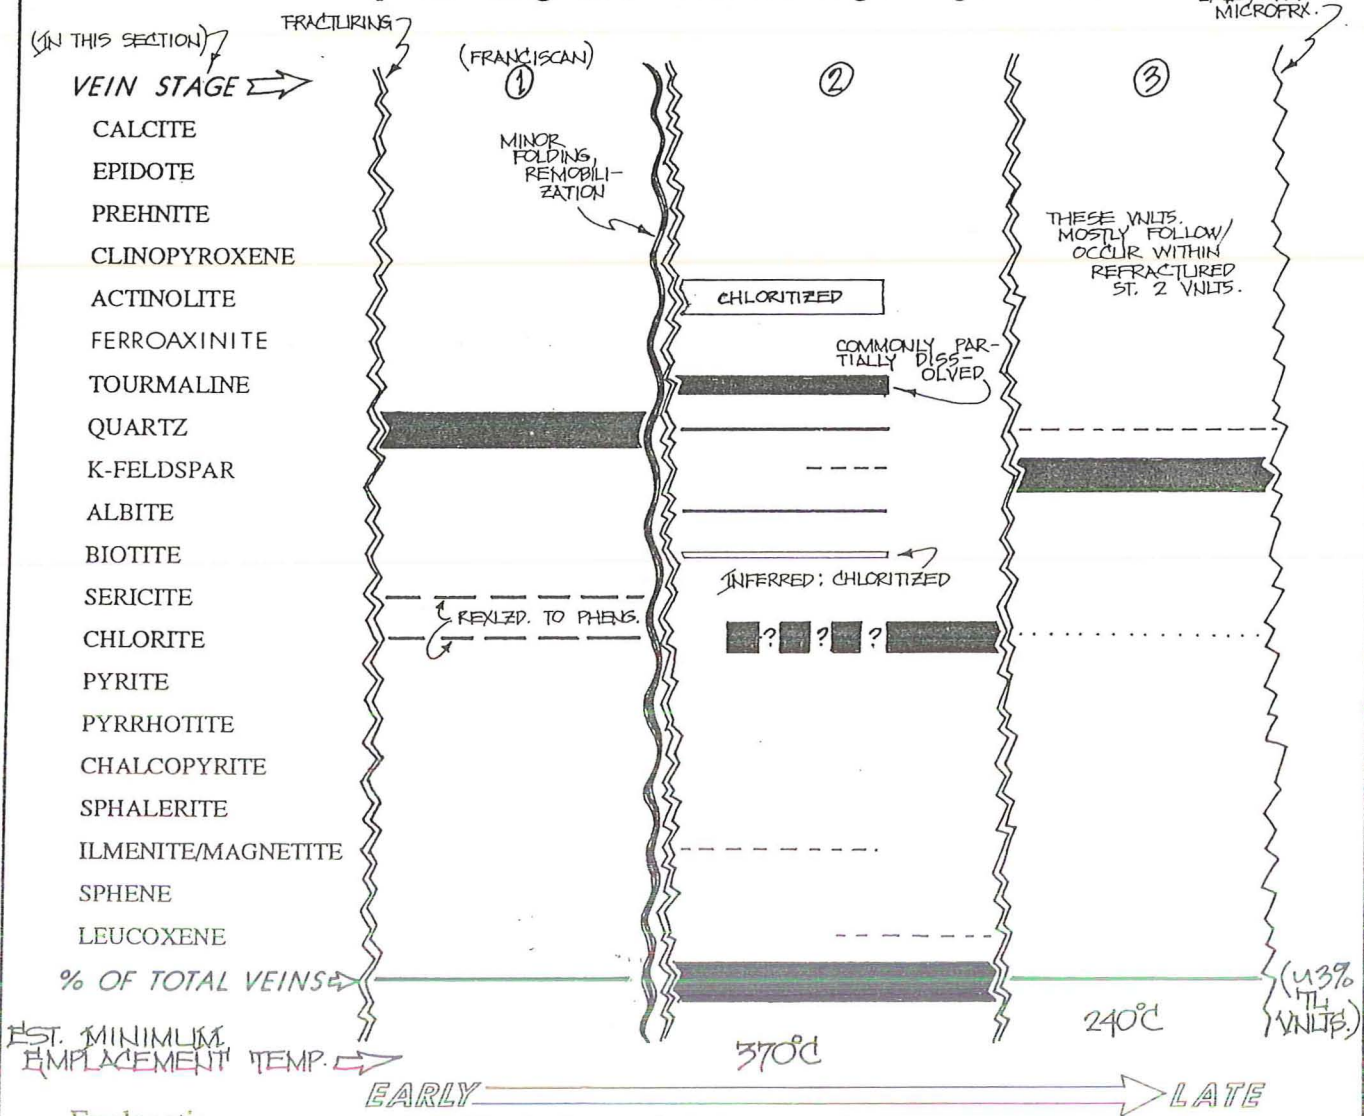 MICROFRX.
FRACTURING
(IN THIS SECTION)
(FRANCISCAN)
VEIN STAGE
1
2
3
CALCITE
EPIDOTE
PREHNITE
CLINOPYROXENE
ACTINOLITE
FERROAXINITE
TOURMALINE
QUARTZ
K-FELDSPAR
ALBITE
BIOTITE
SERICITE
CHLORITE
PYRITE
PYRRHOTITE
CHALCOPYRITE
SPHALERITE
ILMENITE/MAGNETITE
SPHENE
LEUCOXENE
MINOR
FOLDING,
REMOBILI-
ZATION
THESE VNLTS.
MOSTLY FOLLOW/
OCCUR WITHIN
REFRACTURED
ST. 2 VNLTS.
CHLORITIZED
COMMONLY PAR-
TIALLY DISS-
OLVED
INFERRED: CHLORITIZED
REXLZD. TO PHENG.
? ? ?
% OF TOTAL VEINS
3%
VNLTS.)
EST. MINIMUM
EMPLACEMENT TEMP.
370°C
240°C
EARLY
LATE